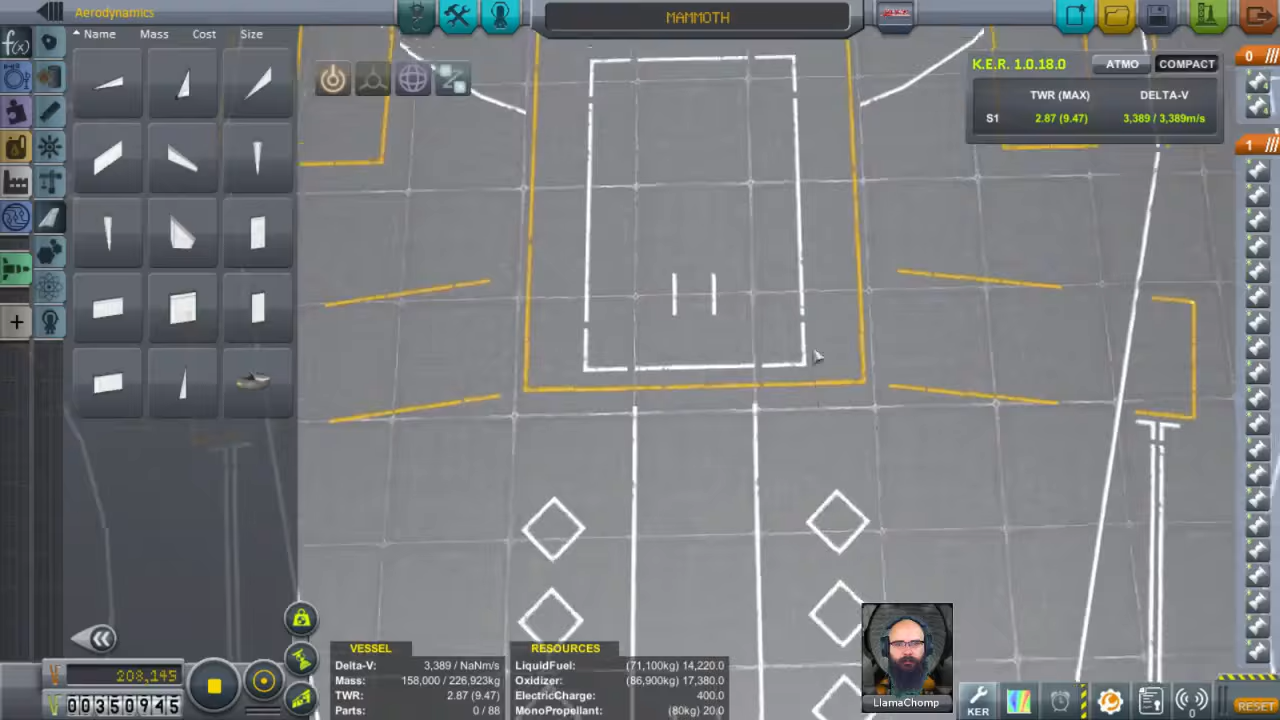 Aerodynamics
MAMMOTH
Name Mass Cost Size
K.E.R. 1.0.18.0 ATMO COMPACT
TWR (MAX) DELTA-V
S1 2.87 (9.47) 3,389 / 3,389m/s
0
1
4
4
VESSEL
Delta-V: 3,389 / NaNm/s
Mass: 158,000 / 226,923kg
TWR: 2.87 (9.47)
Parts: 0 / 88
RESOURCES
LiquidFuel: (71,100kg) 14,220.0
Oxidizer: (86,900kg) 17,380.0
ElectricCharge: 400.0
MonoPropellant: (80kg) 20.0
208,145
00350945
LlamaChomp
KER
RESET